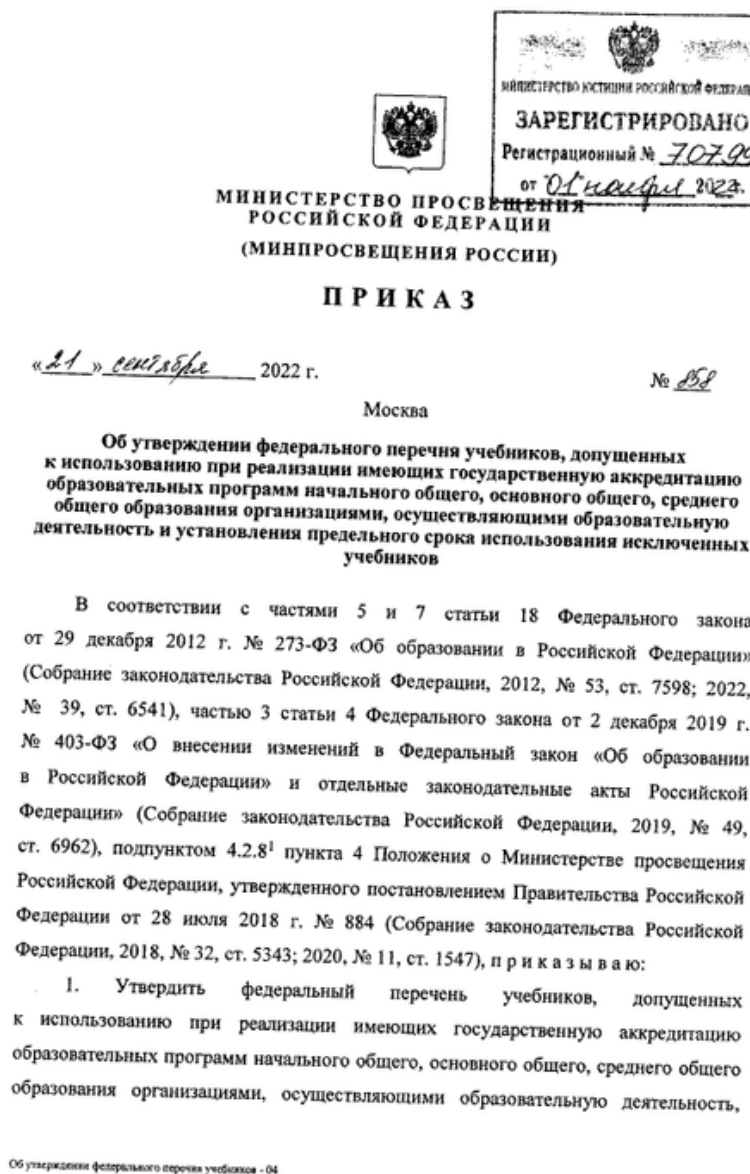 МИНИСТЕРСТВО ЮСТИЦИИ РОССИЙСКОЙ ФЕДЕРАЦ
ЗАРЕГИСТРИРОВАНО
Регистрационный № 70799
от "01" ноября 2022г.
МИНИСТЕРСТВО ПРОСВЕЩЕНИЯ
РОССИЙСКОЙ ФЕДЕРАЦИИ
(МИНПРОСВЕЩЕНИЯ РОССИИ)
ПРИКАЗ
«21» сентября 2022 г.
№ 858
Москва
Об утверждении федерального перечня учебников, допущенных
к использованию при реализации имеющих государственную аккредитацию
образовательных программ начального общего, основного общего, среднего
общего образования организациями, осуществляющими образовательную
деятельность и установления предельного срока использования исключенных
учебников
В соответствии с частями 5 и 7 статьи 18 Федерального закона
от 29 декабря 2012 г. № 273-ФЗ «Об образовании в Российской Федерации»
(Собрание законодательства Российской Федерации, 2012, № 53, ст. 7598; 2022,
№ 39, ст. 6541), частью 3 статьи 4 Федерального закона от 2 декабря 2019 г.
№ 403-ФЗ «О внесении изменений в Федеральный закон «Об образовании
в Российской Федерации» и отдельные законодательные акты Российской
Федерации» (Собрание законодательства Российской Федерации, 2019, № 49,
ст. 6962), подпунктом 4.2.8¹ пункта 4 Положения о Министерстве просвещения
Российской Федерации, утвержденного постановлением Правительства Российской
Федерации от 28 июля 2018 г. № 884 (Собрание законодательства Российской
Федерации, 2018, № 32, ст. 5343; 2020, № 11, ст. 1547), п р и к а з ы в а ю:
1. Утвердить федеральный перечень учебников, допущенных
к использованию при реализации имеющих государственную аккредитацию
образовательных программ начального общего, основного общего, среднего общего
образования организациями, осуществляющими образовательную деятельность,
Об утверждении федерального перечня учебников - 04